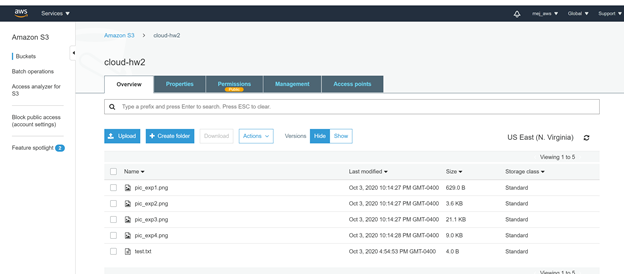 aws Services mej_aws Global Support
Amazon S3
Buckets
Batch operations
Access analyzer for
S3
Block public access
(account settings)
Feature spotlight 2
Amazon S3 > cloud-hw2
cloud-hw2
Overview Properties Permissions Management Access points
Public
Type a prefix and press Enter to search. Press ESC to clear.
Upload + Create folder Download Actions Versions Hide Show US East (N. Virginia)
Viewing 1 to 5
Name Last modified Size Storage class
pic_exp1.png Oct 3, 2020 10:14:27 PM GMT-0400 629.0 B Standard
pic_exp2.png Oct 3, 2020 10:14:27 PM GMT-0400 3.6 KB Standard
pic_exp3.png Oct 3, 2020 10:14:27 PM GMT-0400 21.1 KB Standard
pic_exp4.png Oct 3, 2020 10:14:28 PM GMT-0400 9.0 KB Standard
test.txt Oct 3, 2020 4:54:53 PM GMT-0400 4.0 B Standard
Viewing 1 to 5